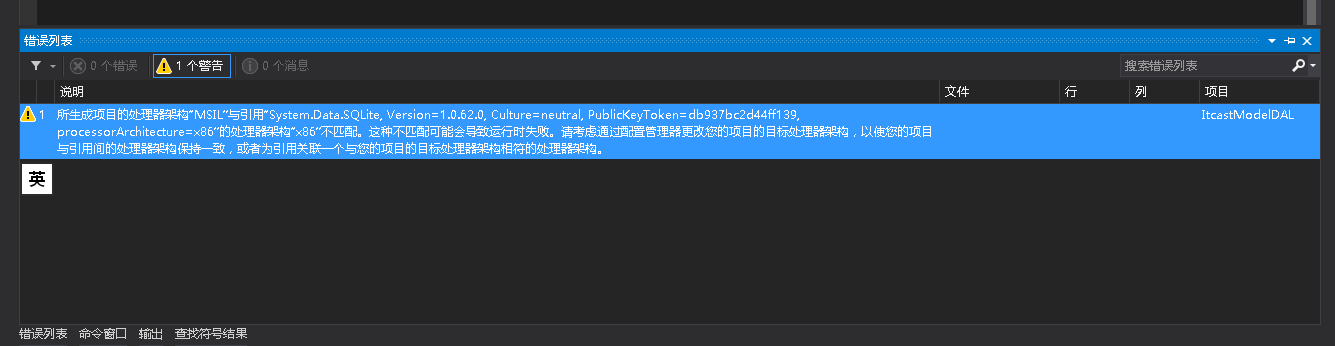 错误列表
0 个错误
1 个警告
0 个消息
搜索错误列表
说明
文件
行
列
项目
1
所生成项目的处理器架构"MSIL"与引用"System.Data.SQLite, Version=1.0.62.0, Culture=neutral, PublicKeyToken=db937bc2d44ff139,
processorArchitecture=x86"的处理器架构"x86"不匹配。这种不匹配可能会导致运行时失败。请考虑通过配置管理器更改您的项目的目标处理器架构，以使您的项目
与引用间的处理器架构保持一致，或者为引用关联一个与您的项目的目标处理器架构相符的处理器架构。
ItcastModelDAL
英
错误列表 命令窗口 输出 查找符号结果